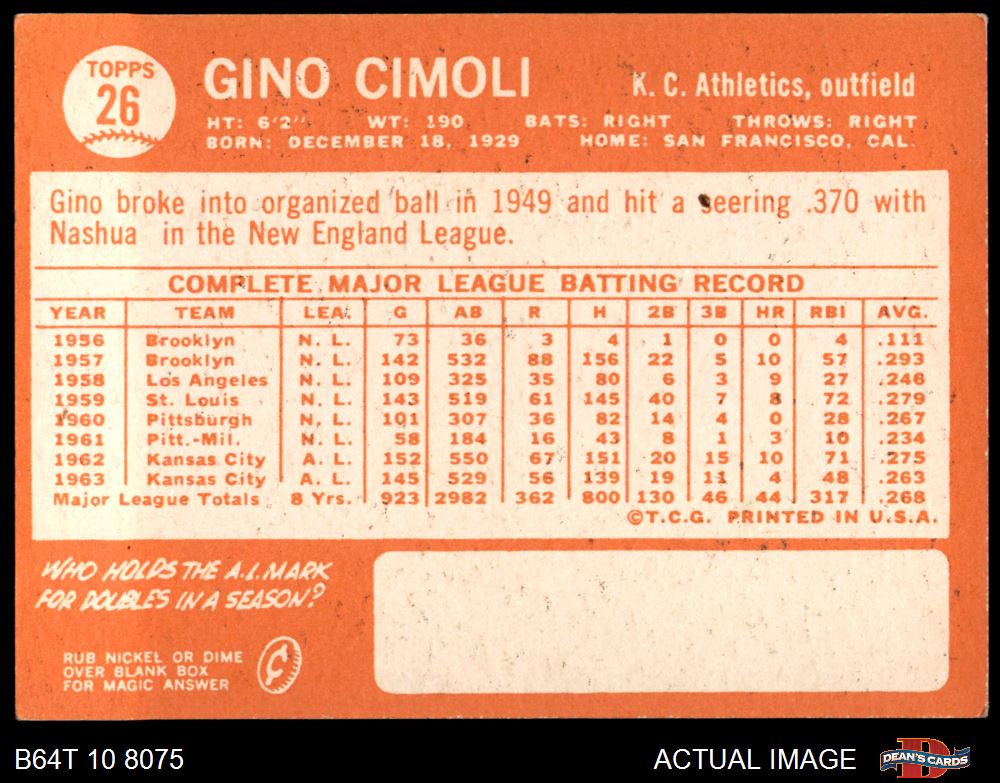 TOPPS
26
GINO CIMOLI
K. C. Athletics, outfield
HT: 6'2" WT: 190 BATS: RIGHT THROWS: RIGHT
BORN: DECEMBER 18, 1929 HOME: SAN FRANCISCO, CAL.
Gino broke into organized ball in 1949 and hit a seering .370 with
Nashua in the New England League.
COMPLETE MAJOR LEAGUE BATTING RECORD
YEAR TEAM LEA. G AB R H 2B 3B HR RBI AVG.
1956 Brooklyn N. L. 73 36 3 4 1 0 0 4 .111
1957 Brooklyn N. L. 142 532 88 156 22 5 10 57 .293
1958 Los Angeles N. L. 109 325 35 80 6 3 9 27 .246
1959 St. Louis N. L. 143 519 61 145 40 7 8 72 .279
1960 Pittsburgh N. L. 101 307 36 82 14 4 0 28 .267
1961 Pitt.-Mil. N. L. 58 184 16 43 8 1 3 10 .234
1962 Kansas City A. L. 152 550 67 151 20 15 10 71 .275
1963 Kansas City A. L. 145 529 56 139 19 11 4 48 .263
Major League Totals 8 Yrs. 923 2982 362 800 130 46 44 317 .268
©T.C.G. PRINTED IN U.S.A.
WHO HOLDS THE A.L. MARK
FOR DOUBLES IN A SEASON?
RUB NICKEL OR DIME
OVER BLANK BOX
FOR MAGIC ANSWER
¢
B64T 10 8075
ACTUAL IMAGE
DEAN'S CARDS